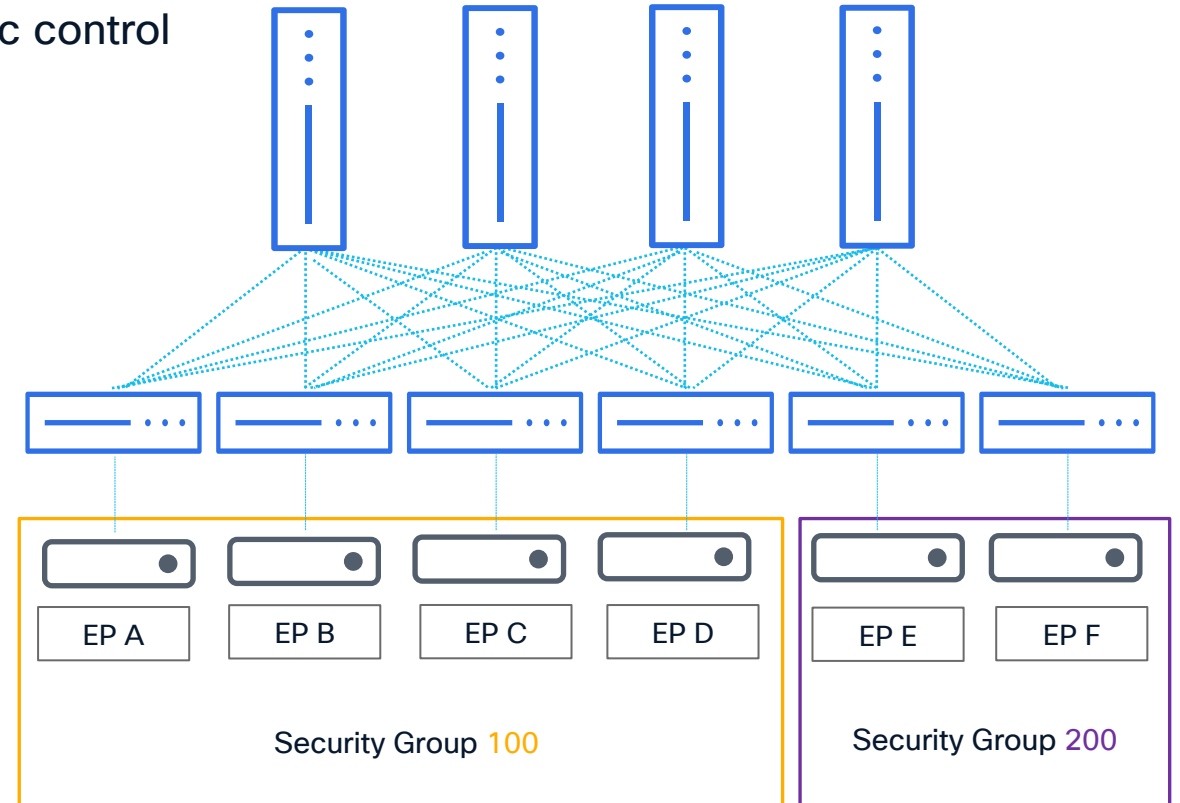 c control
EP A
EP B
EP C
EP D
EP E
EP F
Security Group 100
Security Group 200